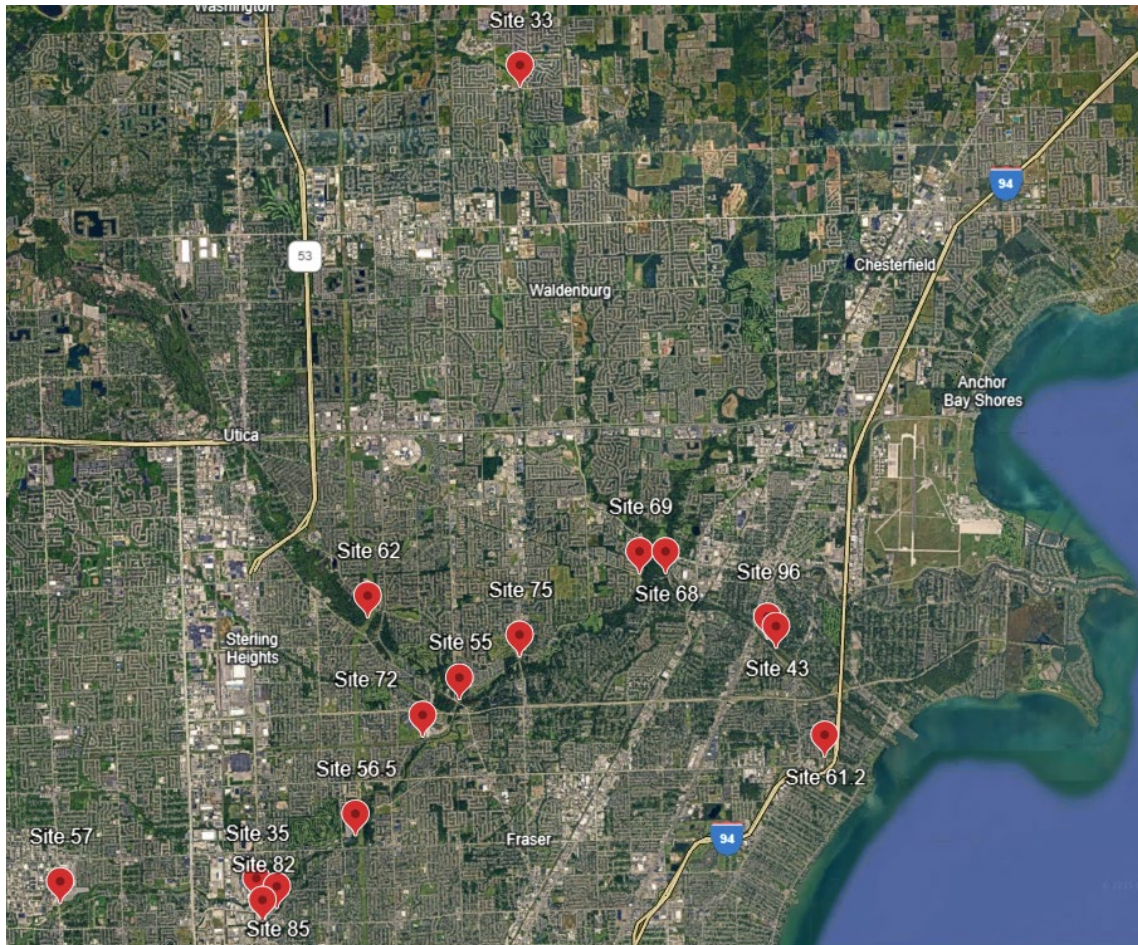 Washington
Site 33
94
53
Chesterfield
Waldenburg
Anchor
Bay Shores
Utica
Site 69
Site 62
Site 96
Site 75
Site 68
Sterling
Heights
Site 55
Site 43
Site 72
Site 61.2
Site 56.5
Site 35
Site 57
Fraser
94
Site 82
Site 85